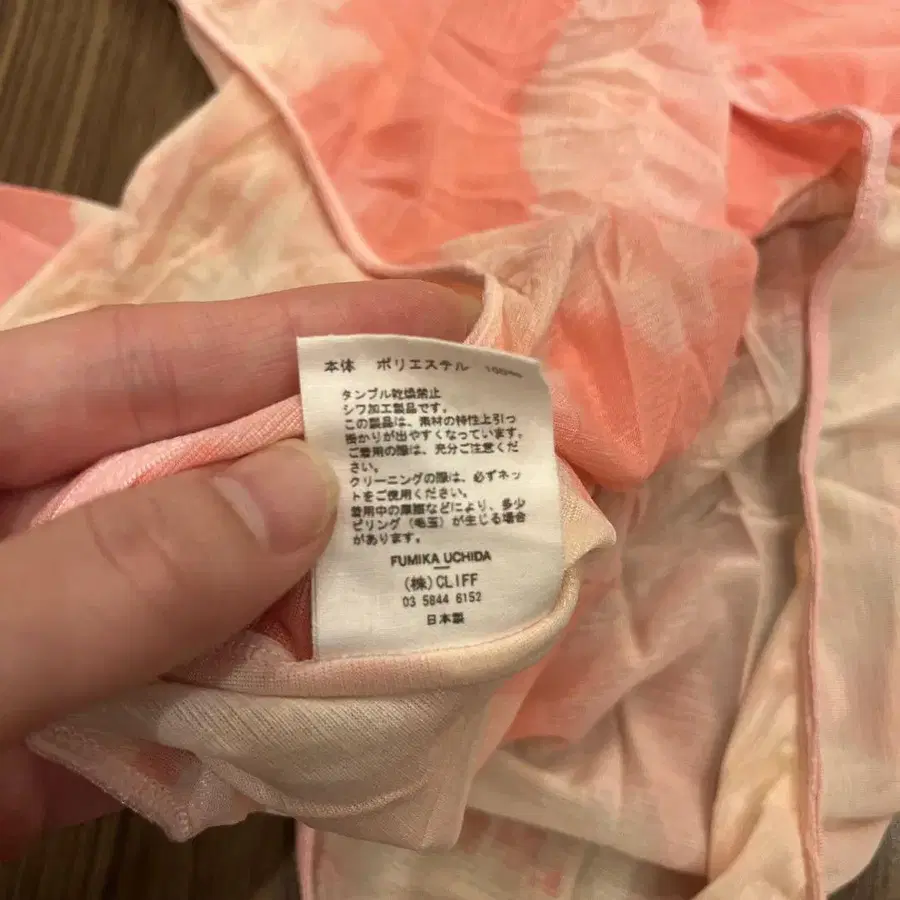 本体 ポリエステル 100%
タンブル乾燥禁止
シワ加工製品です。
この製品は、素材の特性上引っ
掛かりが出やすくなっています。
ご着用の際は、充分ご注意くだ
さい。
クリーニングの際は、必ずネッ
トをご使用ください。
着用中の摩擦などにより、多少
ピリング（毛玉）が生じる場合
があります。
FUMIKA UCHIDA
(株)CLIFF
03 5844 6152
日本製